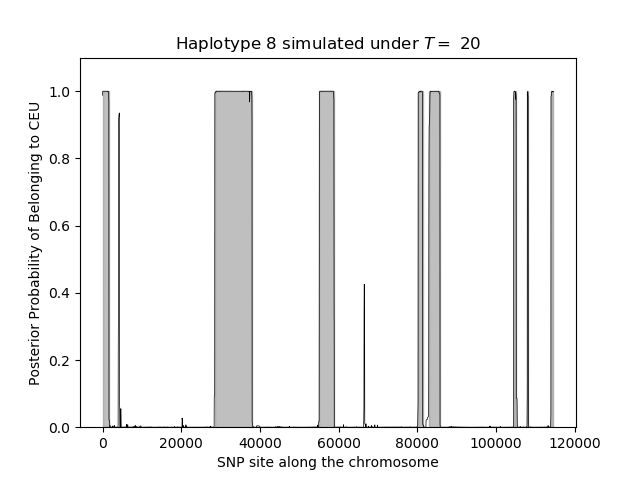 Haplotype 8 simulated under T = 20
Posterior Probability of Belonging to CEU
1.0
0.8
0.6
0.4
0.2
0.0
0 20000 40000 60000 80000 100000 120000
SNP site along the chromosome